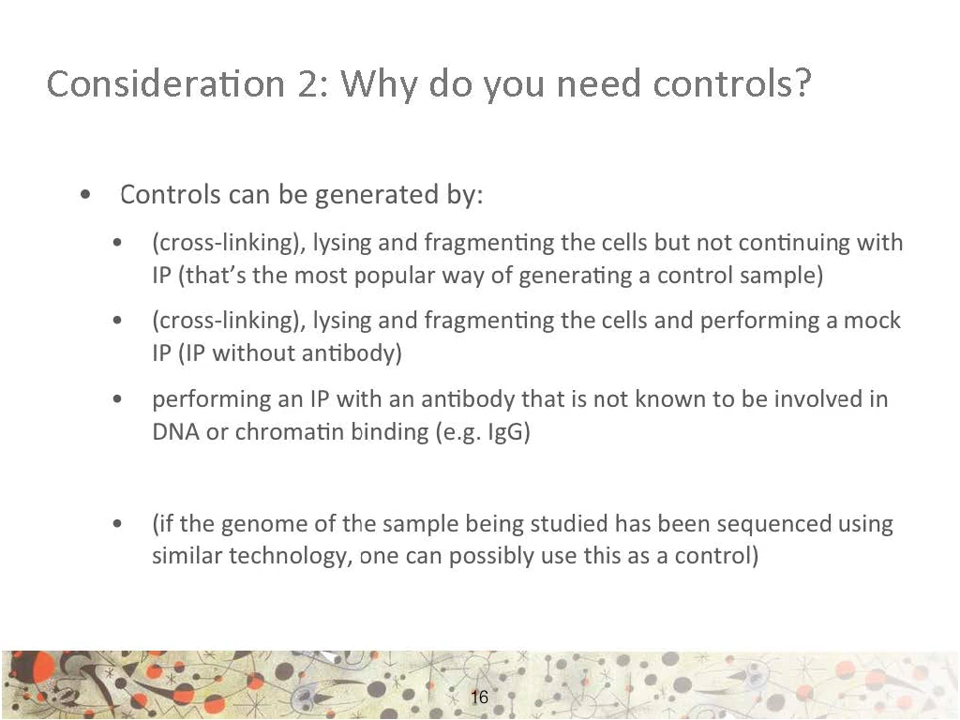 Consideration 2: Why do you need controls?
• Controls can be generated by:
• (cross-linking), lysing and fragmenting the cells but not continuing with
IP (that’s the most popular way of generating a control sample)
• (cross-linking), lysing and fragmenting the cells and performing a mock
IP (IP without antibody)
• performing an IP with an antibody that is not known to be involved in
DNA or chromatin binding (e.g. IgG)
• (if the genome of the sample being studied has been sequenced using
similar technology, one can possibly use this as a control)
16